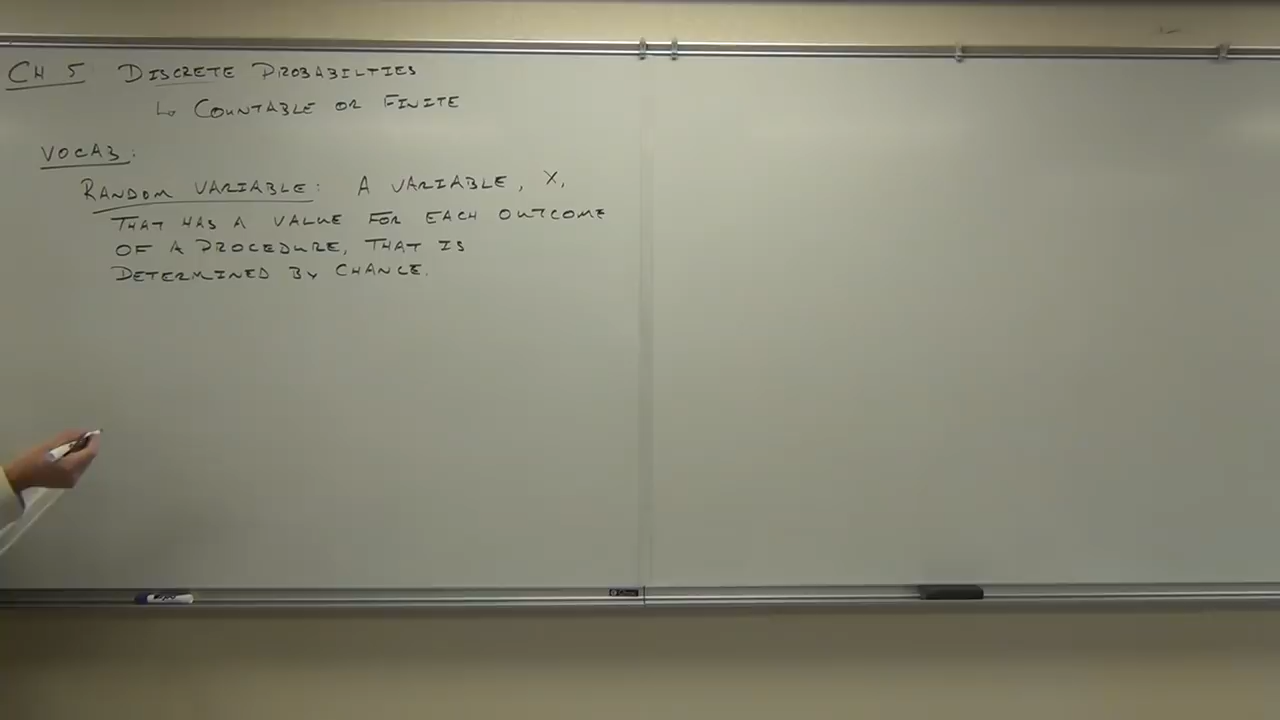 CH 5 DISCRETE PROBABILTIES
↳ COUNTABLE OR FINITE
VOCAB:
RANDOM VARIABLE: A VARIABLE, X,
THAT HAS A VALUE FOR EACH OUTCOME
OF A PROCEDURE, THAT IS
DETERMINED BY CHANCE.